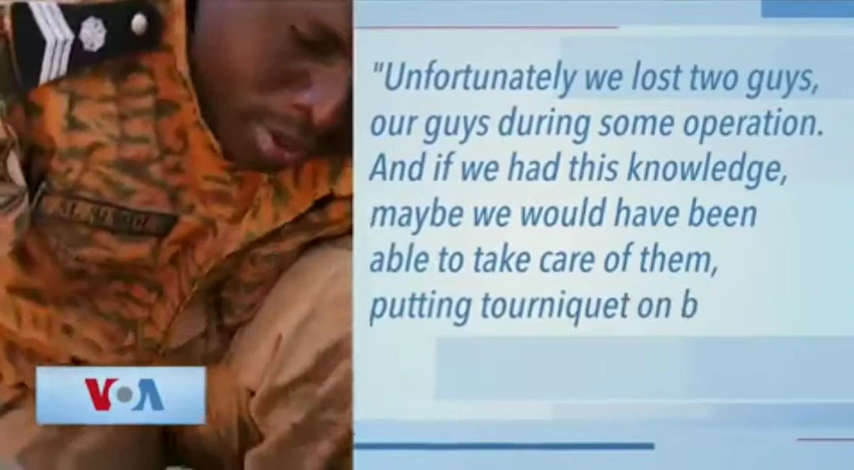 "Unfortunately we lost two guys,
our guys during some operation.
And if we had this knowledge,
maybe we would have been
able to take care of them,
putting tourniquet on b
VOA